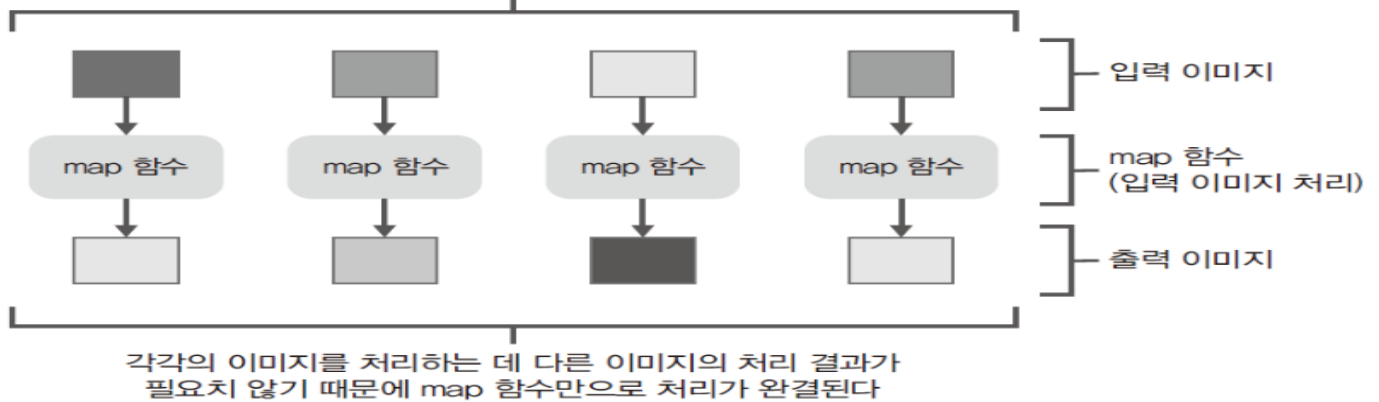 입력 이미지
map 함수 map 함수 map 함수 map 함수
map 함수
(입력 이미지 처리)
출력 이미지
각각의 이미지를 처리하는 데 다른 이미지의 처리 결과가
필요치 않기 때문에 map 함수만으로 처리가 완결된다